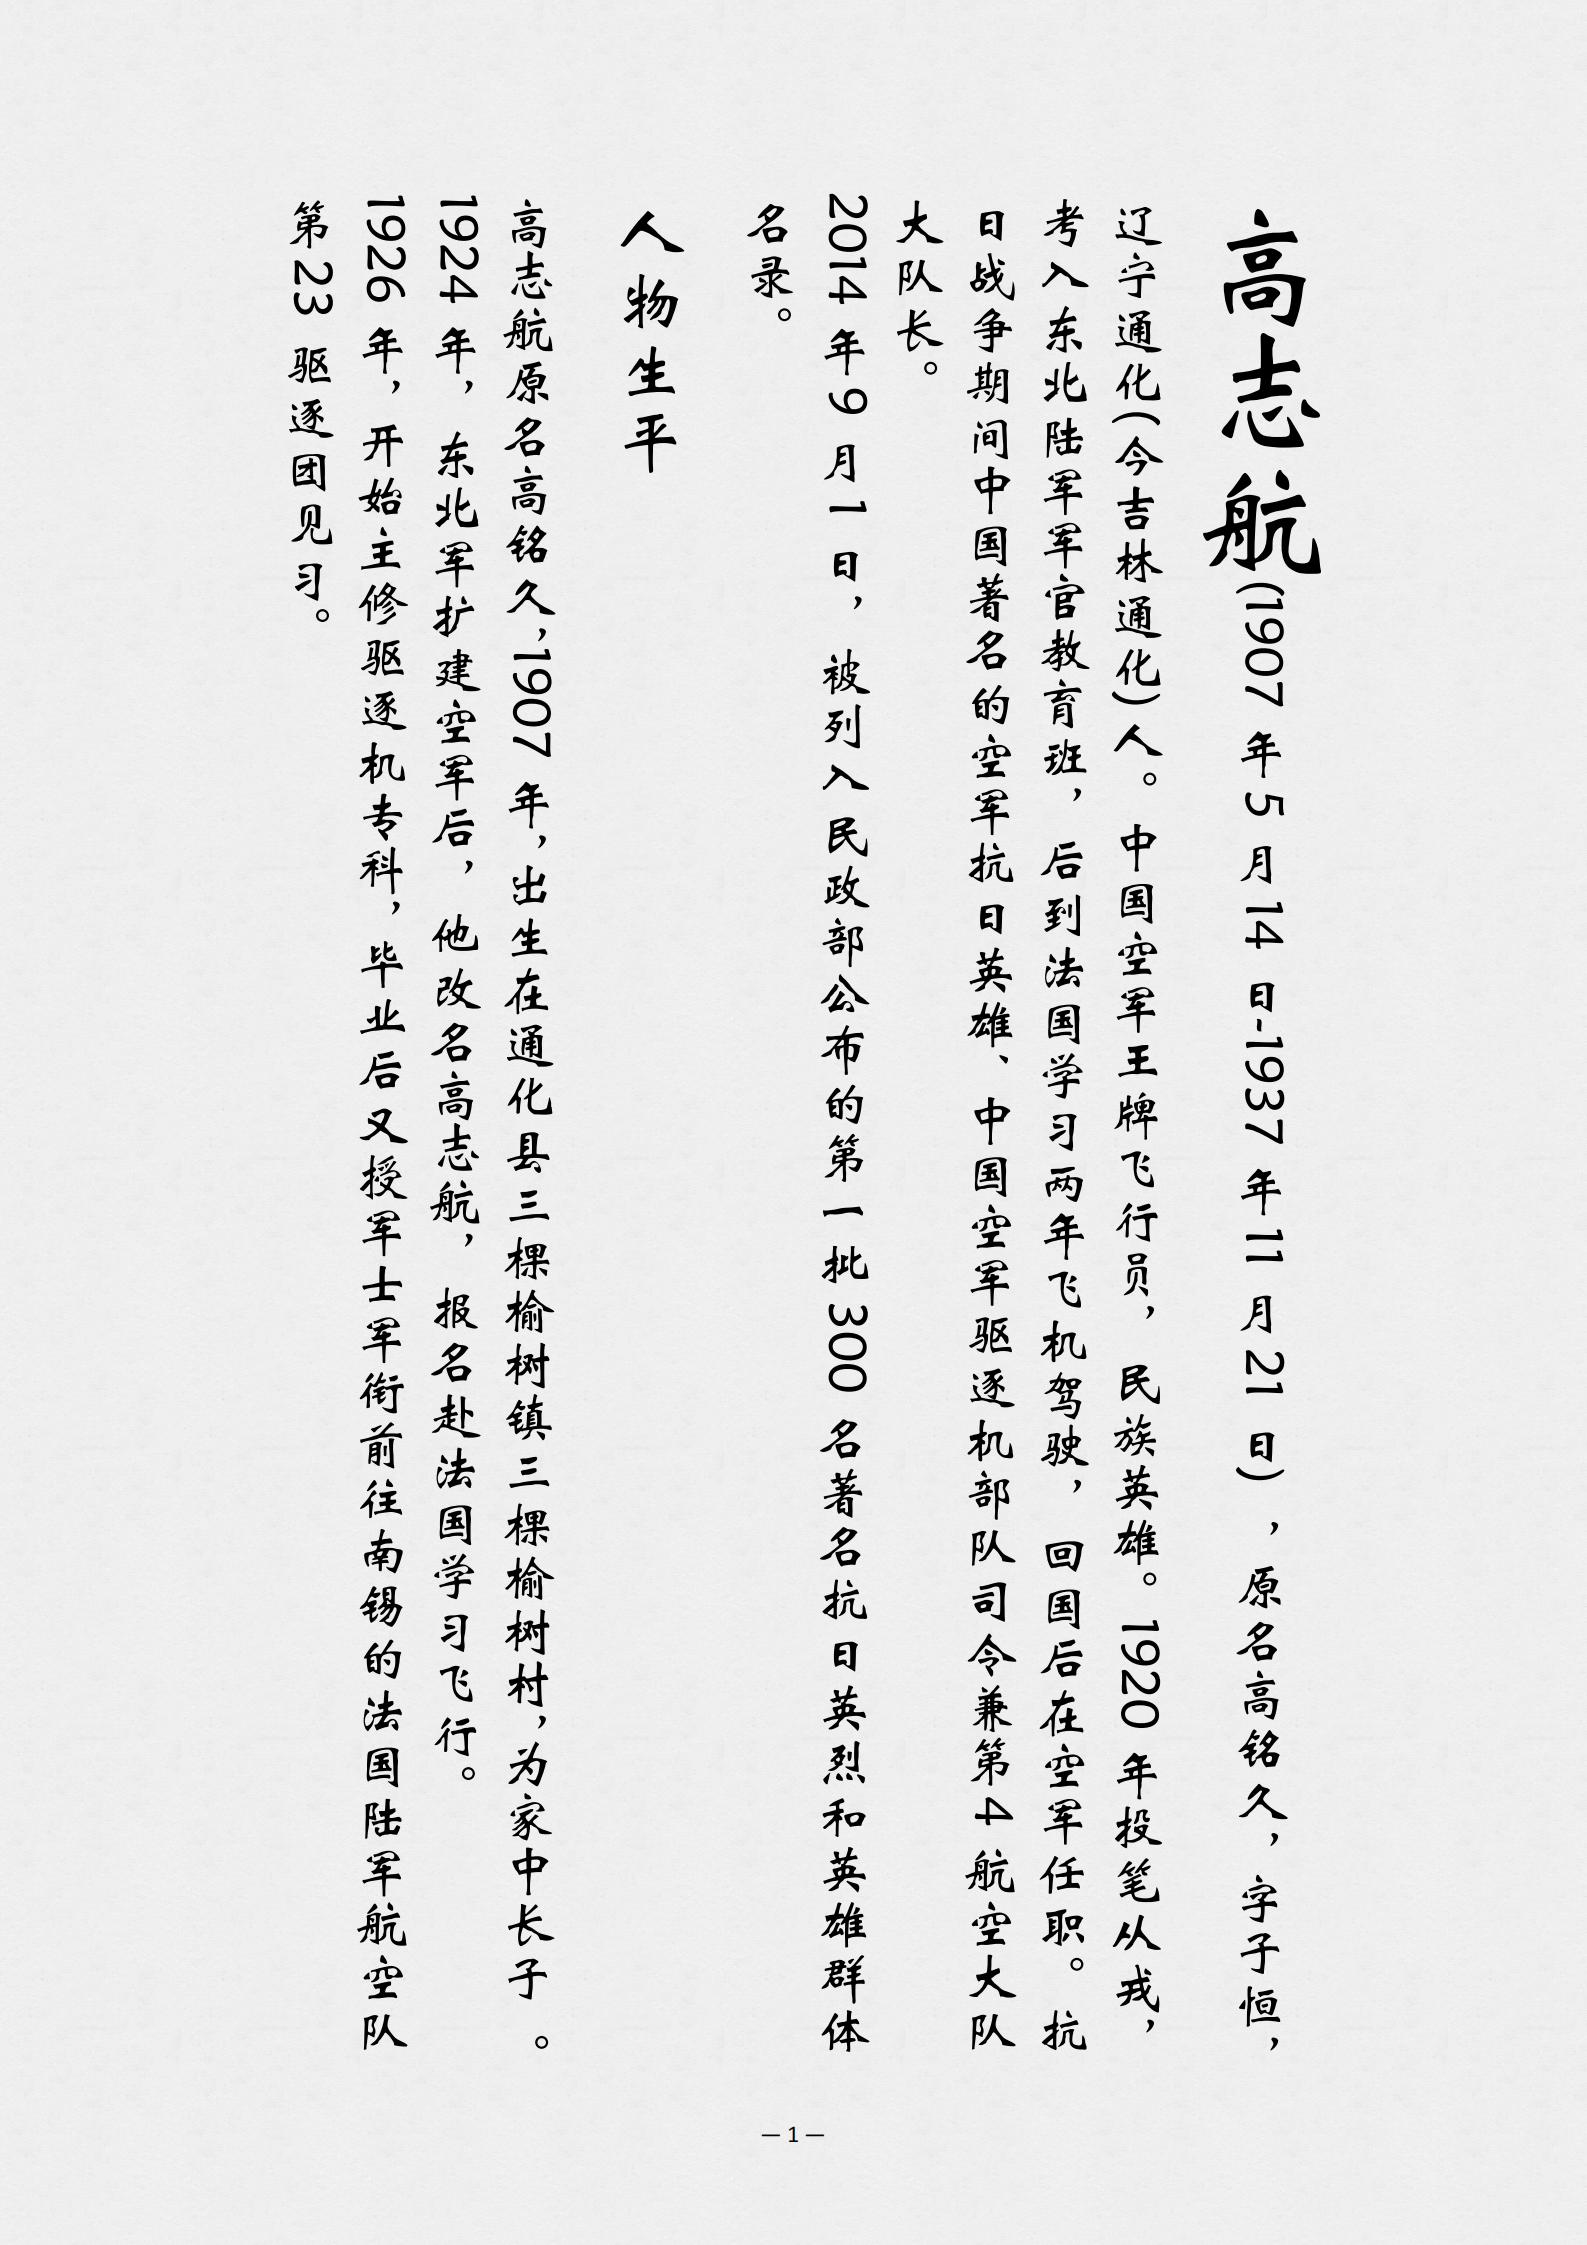 高志航(1907 年 5 月 14 日-1937 年 11 月 21 日) ，原名高铭久，字子恒，
辽宁通化(今吉林通化)人。中国空军王牌飞行员，民族英雄。1920 年投笔从戎，
考入东北陆军军官教育班，后到法国学习两年飞机驾驶，回国后在空军任职。抗
日战争期间中国著名的空军抗日英雄、中国空军驱逐机部队司令兼第 4 航空大队
大队长。
2014 年 9 月 1 日，被列入民政部公布的第一批 300 名著名抗日英烈和英雄群体
名录。
人物生平
高志航原名高铭久,1907 年,出生在通化县三棵榆树镇三棵榆树村,为家中长子 。
1924 年，东北军扩建空军后，他改名高志航，报名赴法国学习飞行。
1926 年，开始主修驱逐机专科，毕业后又授军士军衔前往南锡的法国陆军航空队
第 23 驱逐团见习。
— 1 —